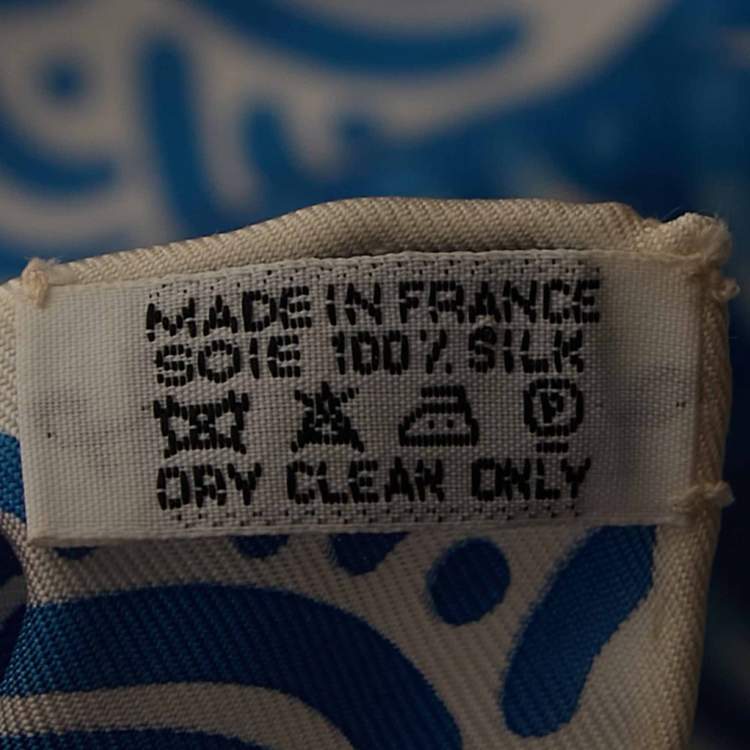 MADE IN FRANCE
SOIE 100% SILK
P
DRY CLEAN ONLY